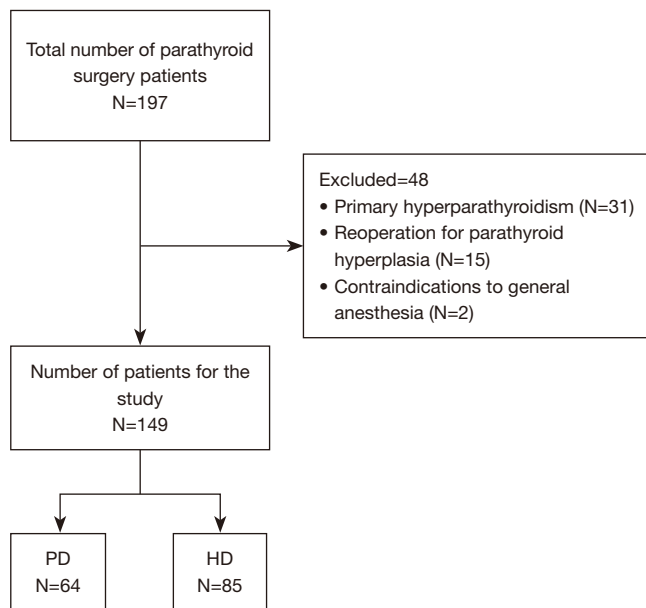 Total number of parathyroid
surgery patients
N=197
Excluded=48
• Primary hyperparathyroidism (N=31)
• Reoperation for parathyroid
hyperplasia (N=15)
• Contraindications to general
anesthesia (N=2)
Number of patients for the
study
N=149
PD
N=64
HD
N=85